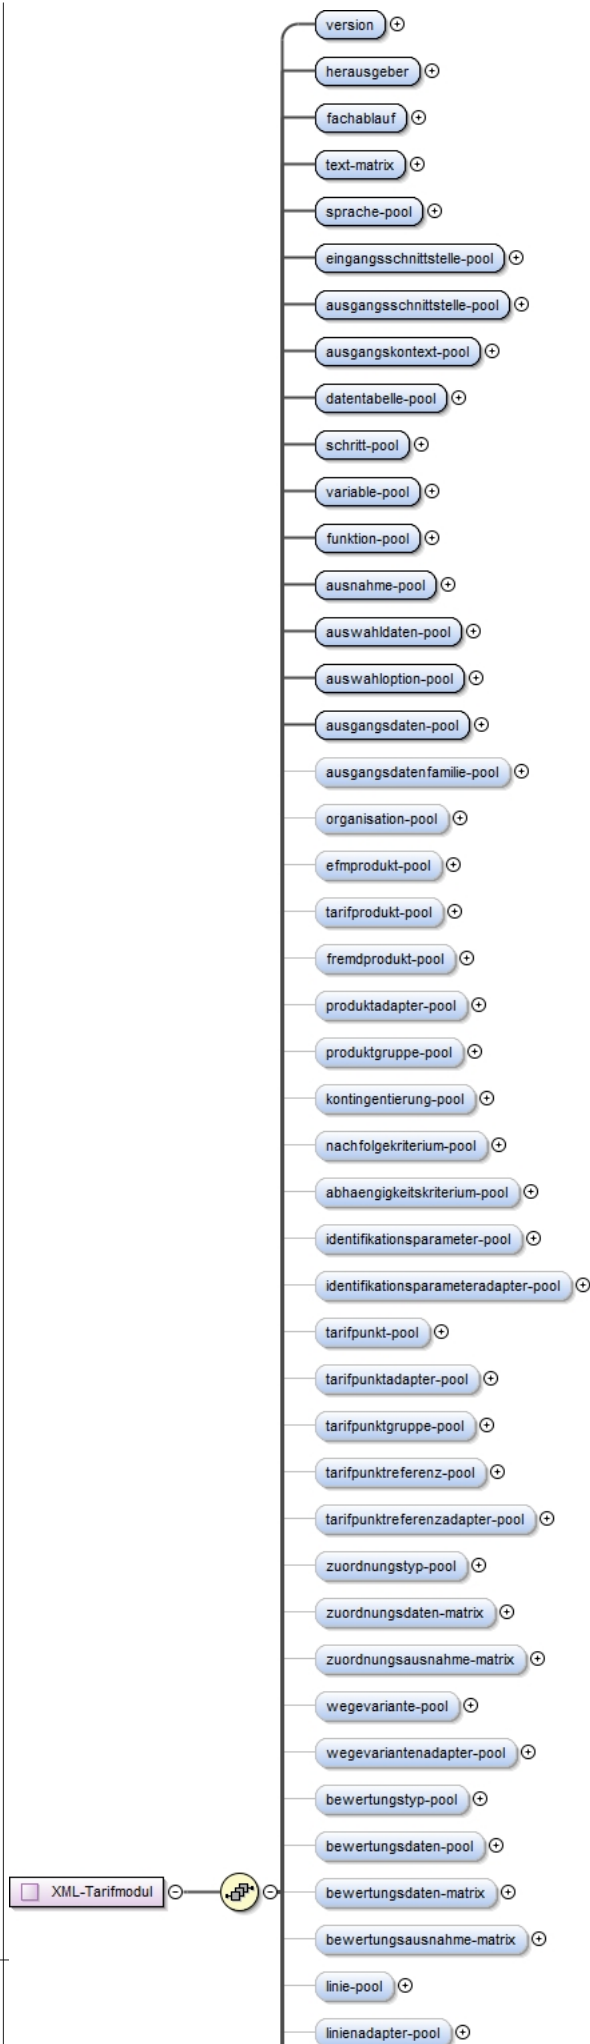 version
herausgeber
fachablauf
text-matrix
sprache-pool
eingangsschnittstelle-pool
ausgangsschnittstelle-pool
ausgangskontext-pool
datentabelle-pool
schritt-pool
variable-pool
funktion-pool
ausnahme-pool
auswahldaten-pool
auswahloption-pool
ausgangsdaten-pool
ausgangsdatenfamilie-pool
organisation-pool
efmprodukt-pool
tarifprodukt-pool
fremdprodukt-pool
produktadapter-pool
produktgruppe-pool
kontingentierung-pool
nachfolgekriterium-pool
abhaengigkeitskriterium-pool
identifikationsparameter-pool
identifikationsparameteradapter-pool
tarifpunkt-pool
tarifpunktadapter-pool
tarifpunktgruppe-pool
tarifpunktreferenz-pool
tarifpunktreferenzadapter-pool
zuordnungstyp-pool
zuordnungsdaten-matrix
zuordnungsausnahme-matrix
wegevariante-pool
wegevariantenadapter-pool
bewertungstyp-pool
bewertungsdaten-pool
XML-Tarifmodul
bewertungsdaten-matrix
bewertungsausnahme-matrix
linie-pool
linienadapter-pool